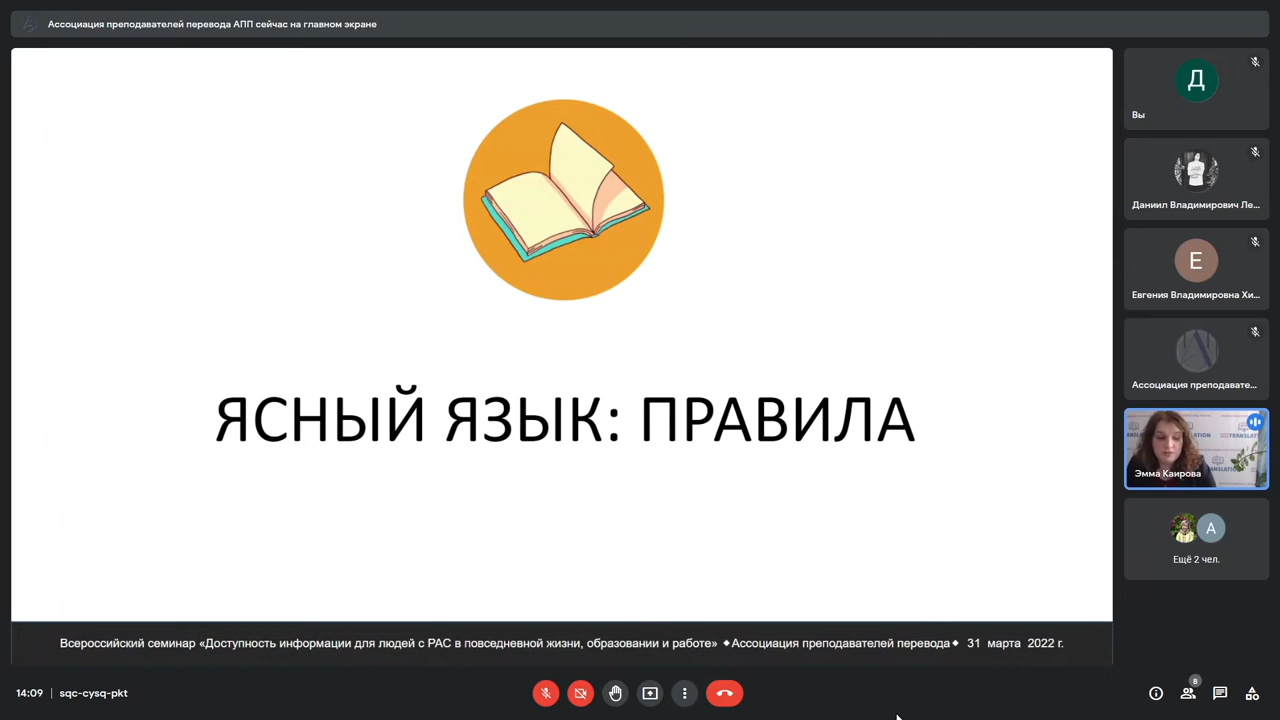 Ассоциация преподавателей перевода АПП сейчас на главном экране
ЯСНЫЙ ЯЗЫК: ПРАВИЛА
Всероссийский семинар «Доступность информации для людей с РАС в повседневной жизни, образовании и работе» ◆Ассоциация преподавателей перевода◆ 31 марта 2022 г.
Д
Вы
Даниил Владимирович Ле...
Е
Евгения Владимировна Хи...
Ассоциация преподавате...
TRANSLATION
Эмма Каирова
А
Ещё 2 чел.
14:09 | sqc-cysq-pkt
8